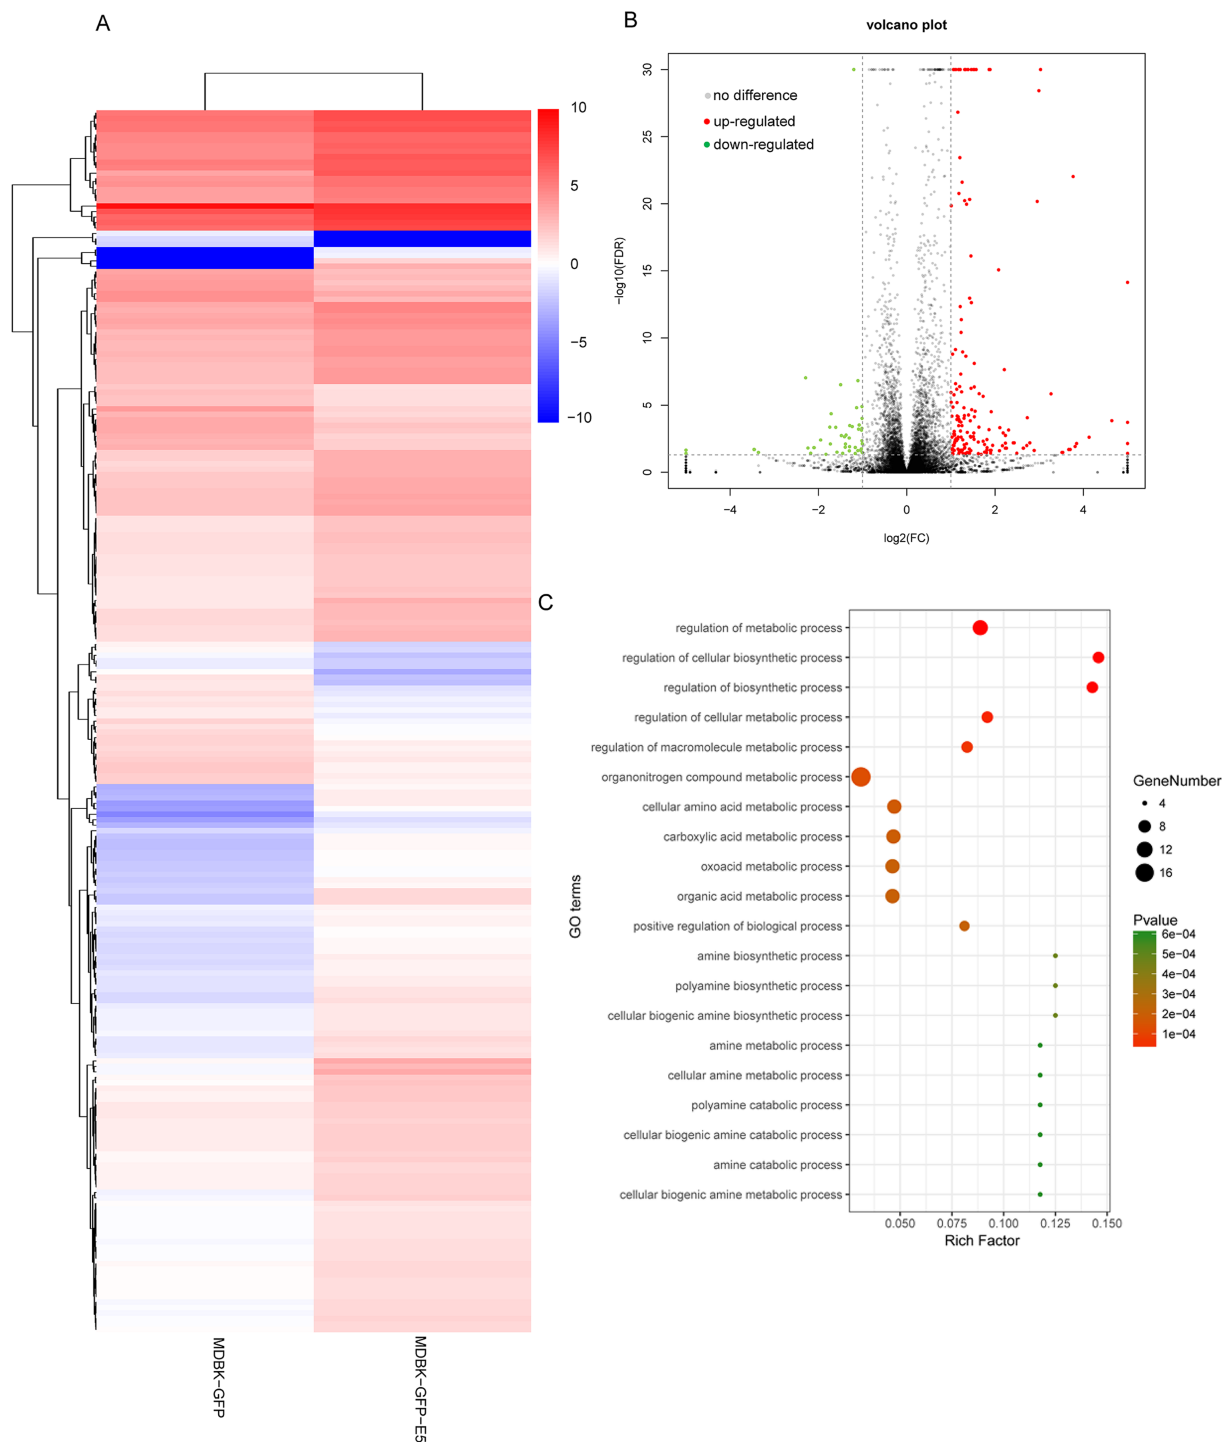 A
10
5
0
−5
−10
MDBK−GFP
MDBK−GFP−E5
B
volcano plot
no difference
up-regulated
down-regulated
−log10(FDR)
30
25
20
15
10
5
0
−4
−2
0
2
4
log2(FC)
C
GO terms
regulation of metabolic process
regulation of cellular biosynthetic process
regulation of biosynthetic process
regulation of cellular metabolic process
regulation of macromolecule metabolic process
organonitrogen compound metabolic process
cellular amino acid metabolic process
carboxylic acid metabolic process
oxoacid metabolic process
organic acid metabolic process
positive regulation of biological process
amine biosynthetic process
polyamine biosynthetic process
cellular biogenic amine biosynthetic process
amine metabolic process
cellular amine metabolic process
polyamine catabolic process
cellular biogenic amine catabolic process
amine catabolic process
cellular biogenic amine metabolic process
0.050
0.075
0.100
0.125
0.150
Rich Factor
GeneNumber
4
8
12
16
Pvalue
6e−04
5e−04
4e−04
3e−04
2e−04
1e−04